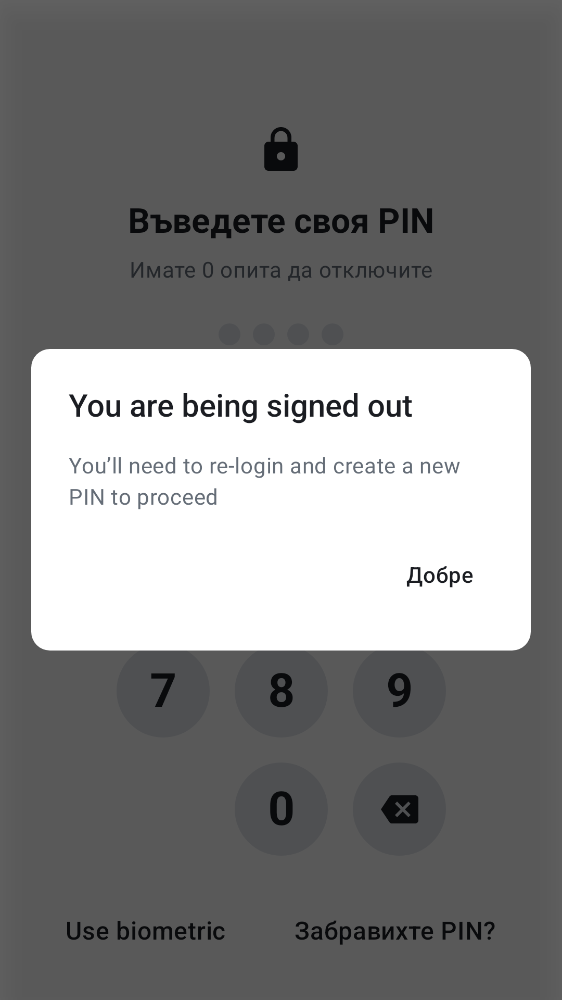 Въведете своя PIN
Имате 0 опита да отключите
You are being signed out
You’ll need to re-login and create a new
PIN to proceed
Добре
7 8 9
0
Use biometric Забравихте PIN?